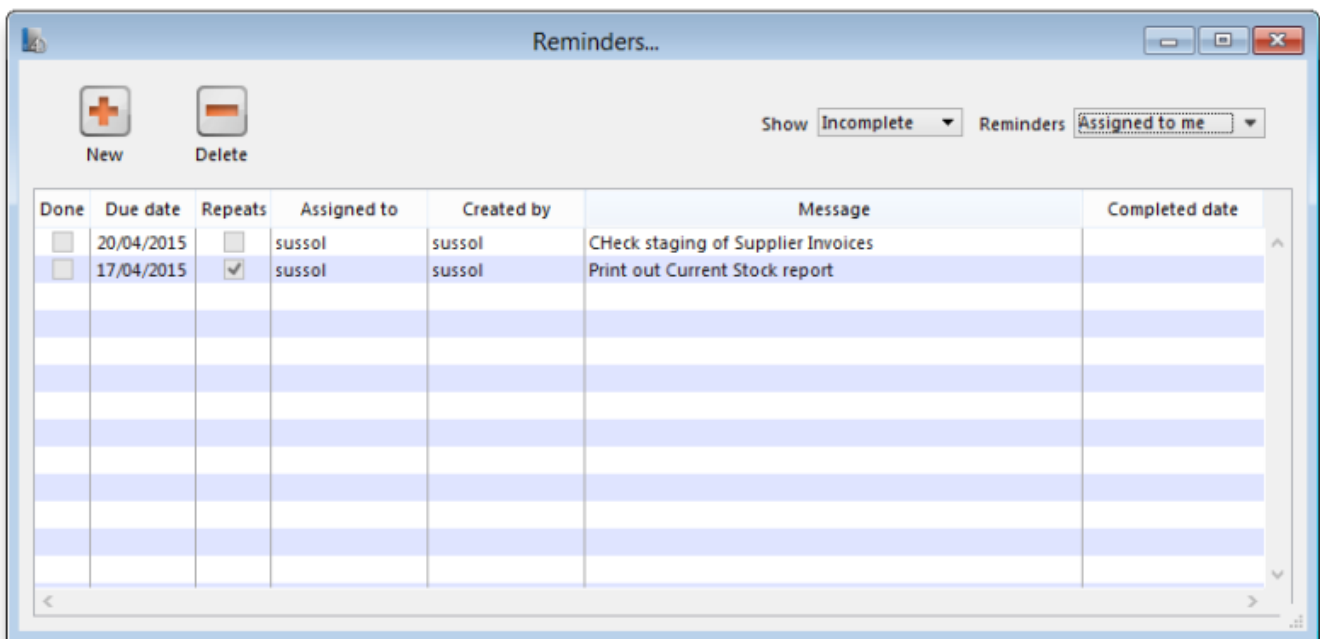 Reminders...
New
Delete
Show Incomplete Reminders Assigned to me
Done Due date Repeats Assigned to Created by Message Completed date
20/04/2015 sussol sussol CHeck staging of Supplier Invoices
17/04/2015 sussol sussol Print out Current Stock report